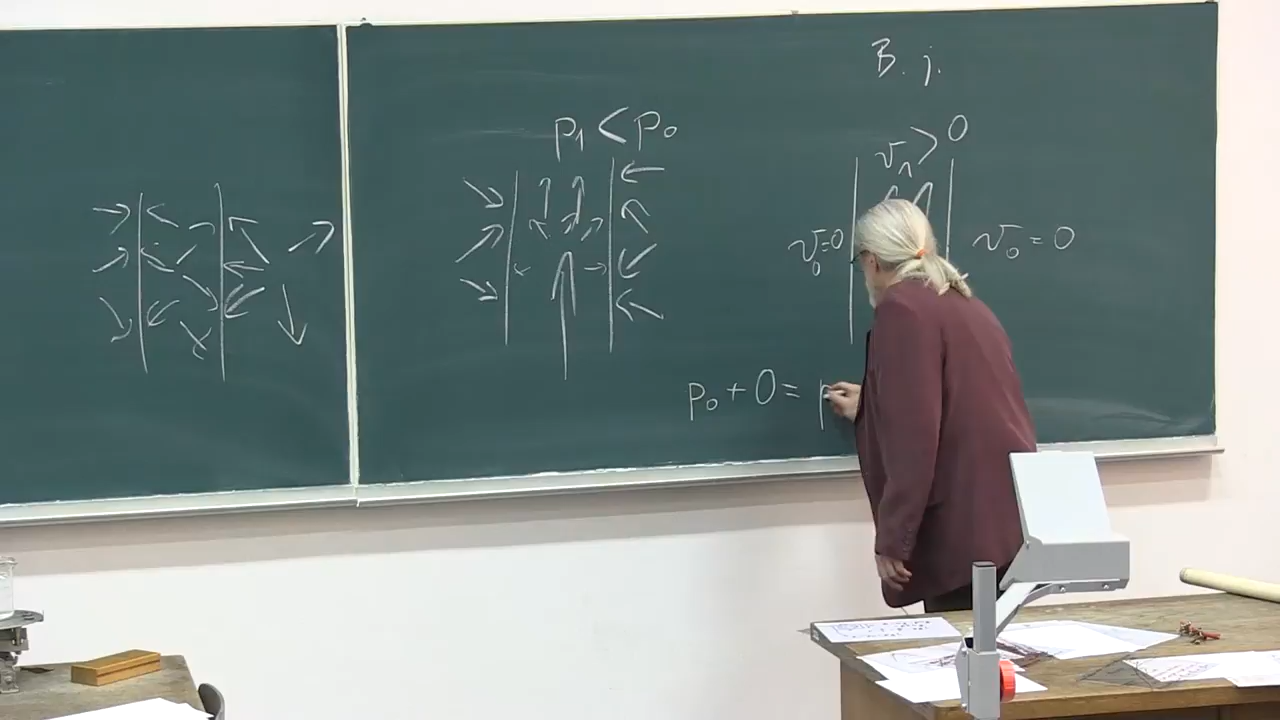 B. j.
p₁ < p₀
v₁ > 0
v₀=0
v₀ = 0
p₀ + 0 = p